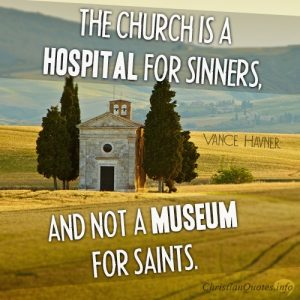 THE CHURCH IS A
HOSPITAL FOR SINNERS,
VANCE HAVNER
AND NOT A MUSEUM
FOR SAINTS.
ChristianQuotes.info